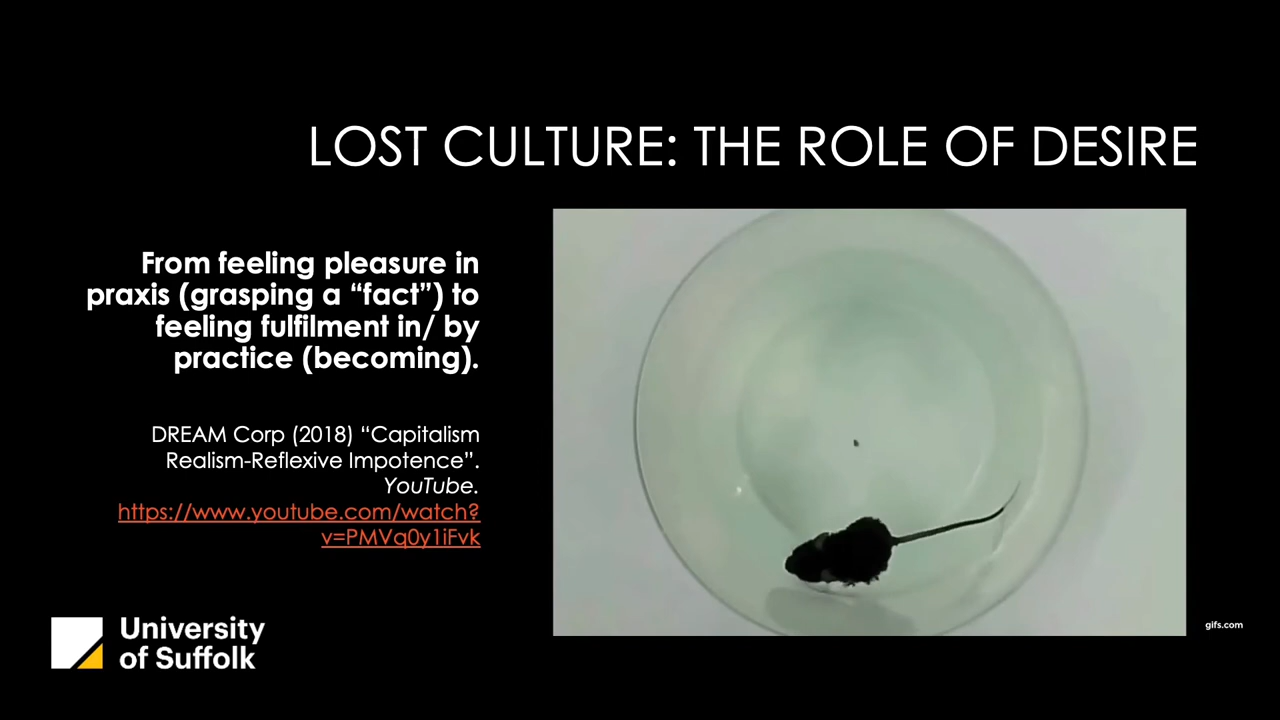 LOST CULTURE: THE ROLE OF DESIRE
From feeling pleasure in
praxis (grasping a “fact”) to
feeling fulfilment in/ by
practice (becoming).
DREAM Corp (2018) “Capitalism
Realism-Reflexive Impotence”.
YouTube.
https://www.youtube.com/watch?
v=PMVq0y1iFvk
gifs.com
University
of Suffolk